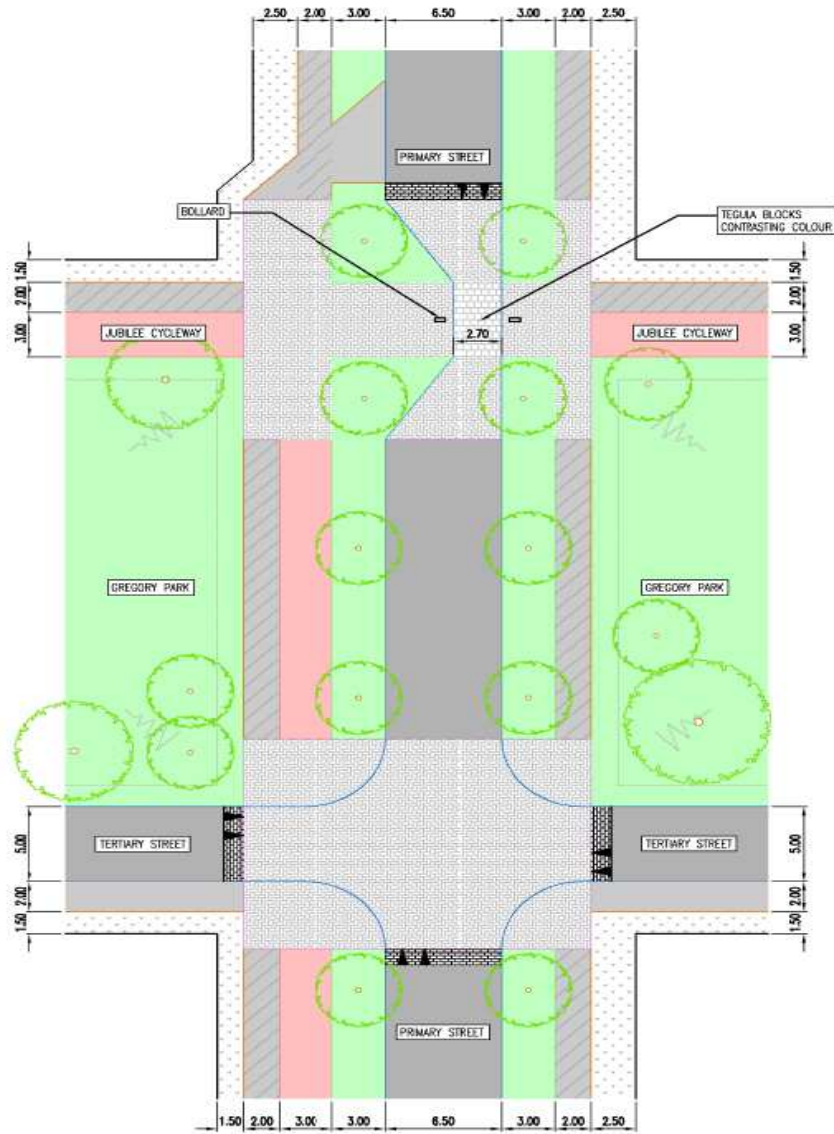 2.50 2.00 3.00 6.50 3.00 2.00 2.50
PRIMARY STREET
BOLLARD
TEGULA BLOCKS
CONTRASTING COLOUR
1.50
2.00
3.00
1.50
2.00
3.00
JUBILEE CYCLEWAY
2.70
JUBILEE CYCLEWAY
GREGORY PARK
GREGORY PARK
5.00
2.00
1.50
TERTIARY STREET
TERTIARY STREET
5.00
2.00
1.50
PRIMARY STREET
1.50 2.00 3.00 3.00 6.50 3.00 2.00 2.50